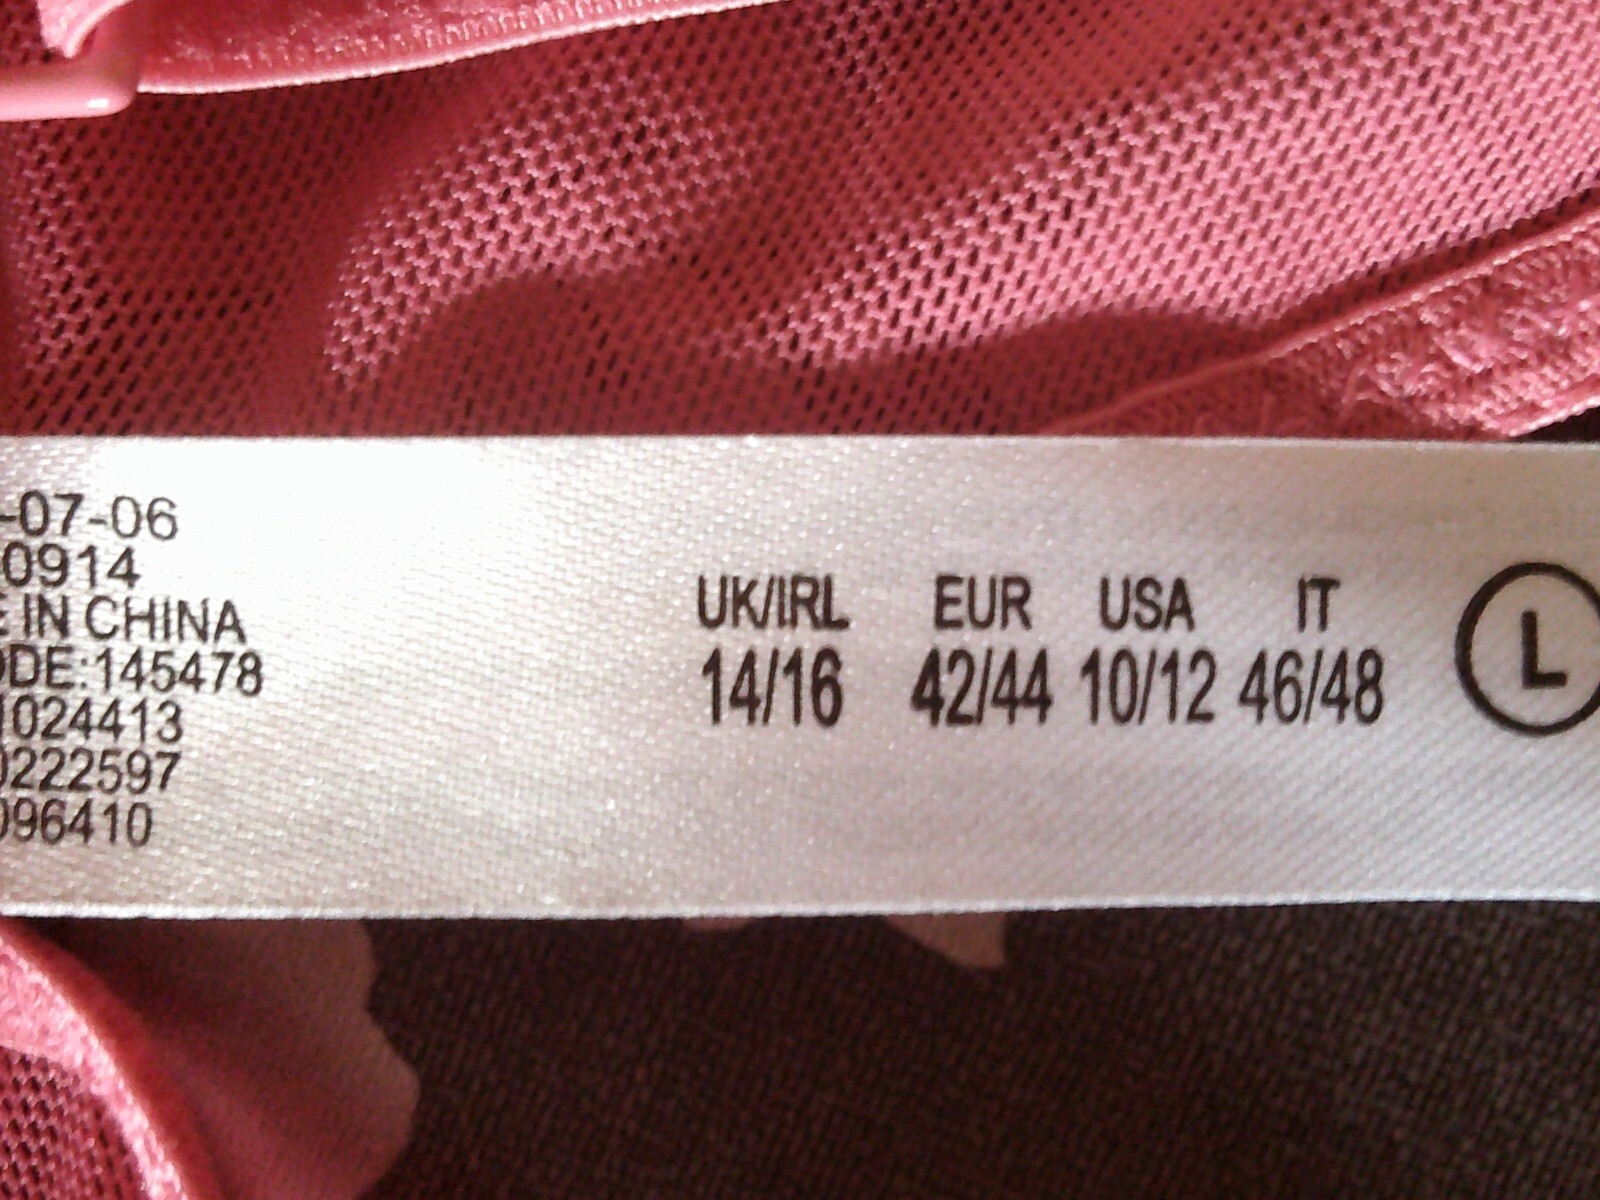 -07-06
0914
E IN CHINA
ODE:145478
1024413
0222597
096410
UK/IRL EUR USA IT
14/16 42/44 10/12 46/48
L